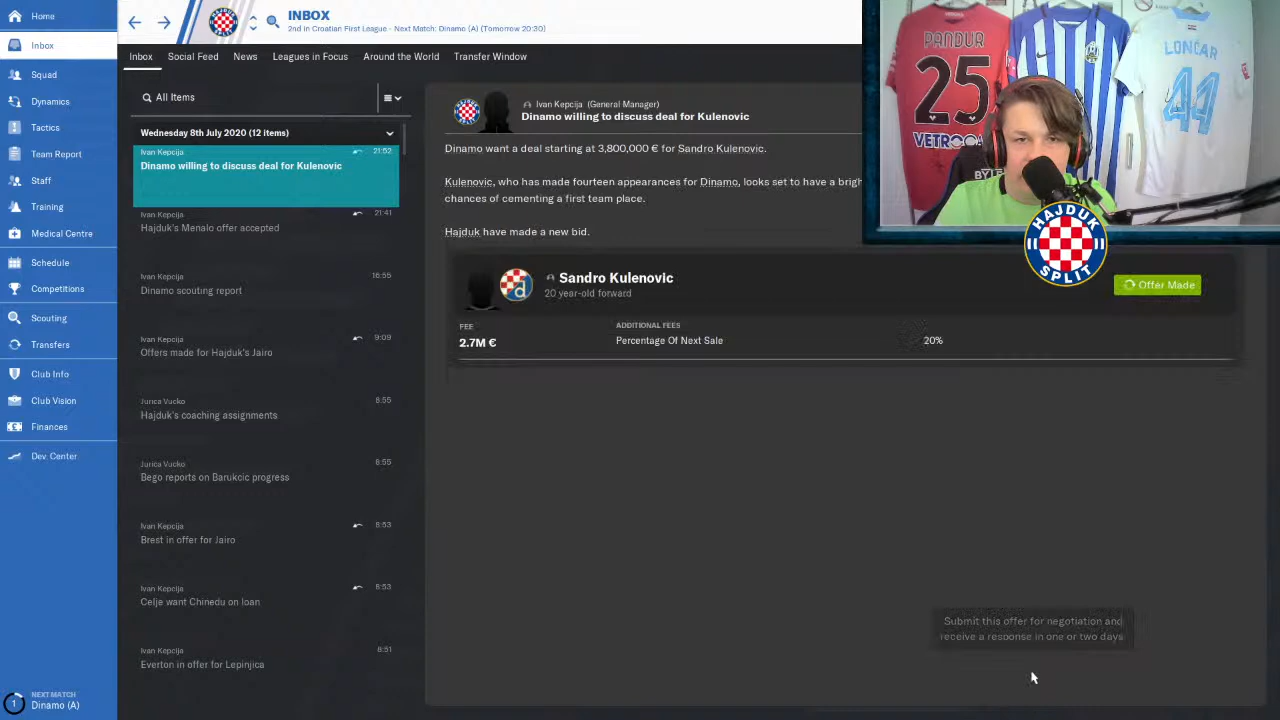 Home
Inbox
Squad
Dynamics
Tactics
Team Report
Staff
Training
Medical Centre
Schedule
Competitions
Scouting
Transfers
Club Info
Club Vision
Finances
Dev. Center
1
NEXT MATCH
Dinamo (A)
INBOX
2nd in Croatian First League - Next Match: Dinamo (A) (Tomorrow 20:30)
Inbox
Social Feed
News
Leagues in Focus
Around the World
Transfer Window
All Items
Wednesday 8th July 2020 (12 items)
Ivan Kepcija 21:52
Dinamo willing to discuss deal for Kulenovic
Ivan Kepcija 21:41
Hajduk's Menalo offer accepted
Ivan Kepcija 16:55
Dinamo scouting report
Ivan Kepcija 9:09
Offers made for Hajduk's Jairo
Jurica Vucko 8:55
Hajduk's coaching assignments
Jurica Vucko 8:55
Bego reports on Barukcic progress
Ivan Kepcija 8:53
Brest in offer for Jairo
Ivan Kepcija 8:53
Celje want Chinedu on loan
Ivan Kepcija 8:51
Everton in offer for Lepinjica
Ivan Kepcija (General Manager)
Dinamo willing to discuss deal for Kulenovic
Dinamo want a deal starting at 3,800,000 € for Sandro Kulenovic.
Kulenovic, who has made fourteen appearances for Dinamo, looks set to have a brigh
chances of cementing a first team place.
Hajduk have made a new bid.
Sandro Kulenovic
20 year-old forward
Offer Made
FEE
2.7M €
ADDITIONAL FEES
Percentage Of Next Sale 20%
Submit this offer for negotiation and
receive a response in one or two days
PANDUR
25
LONČAR
44
HAJDUK
SPLIT